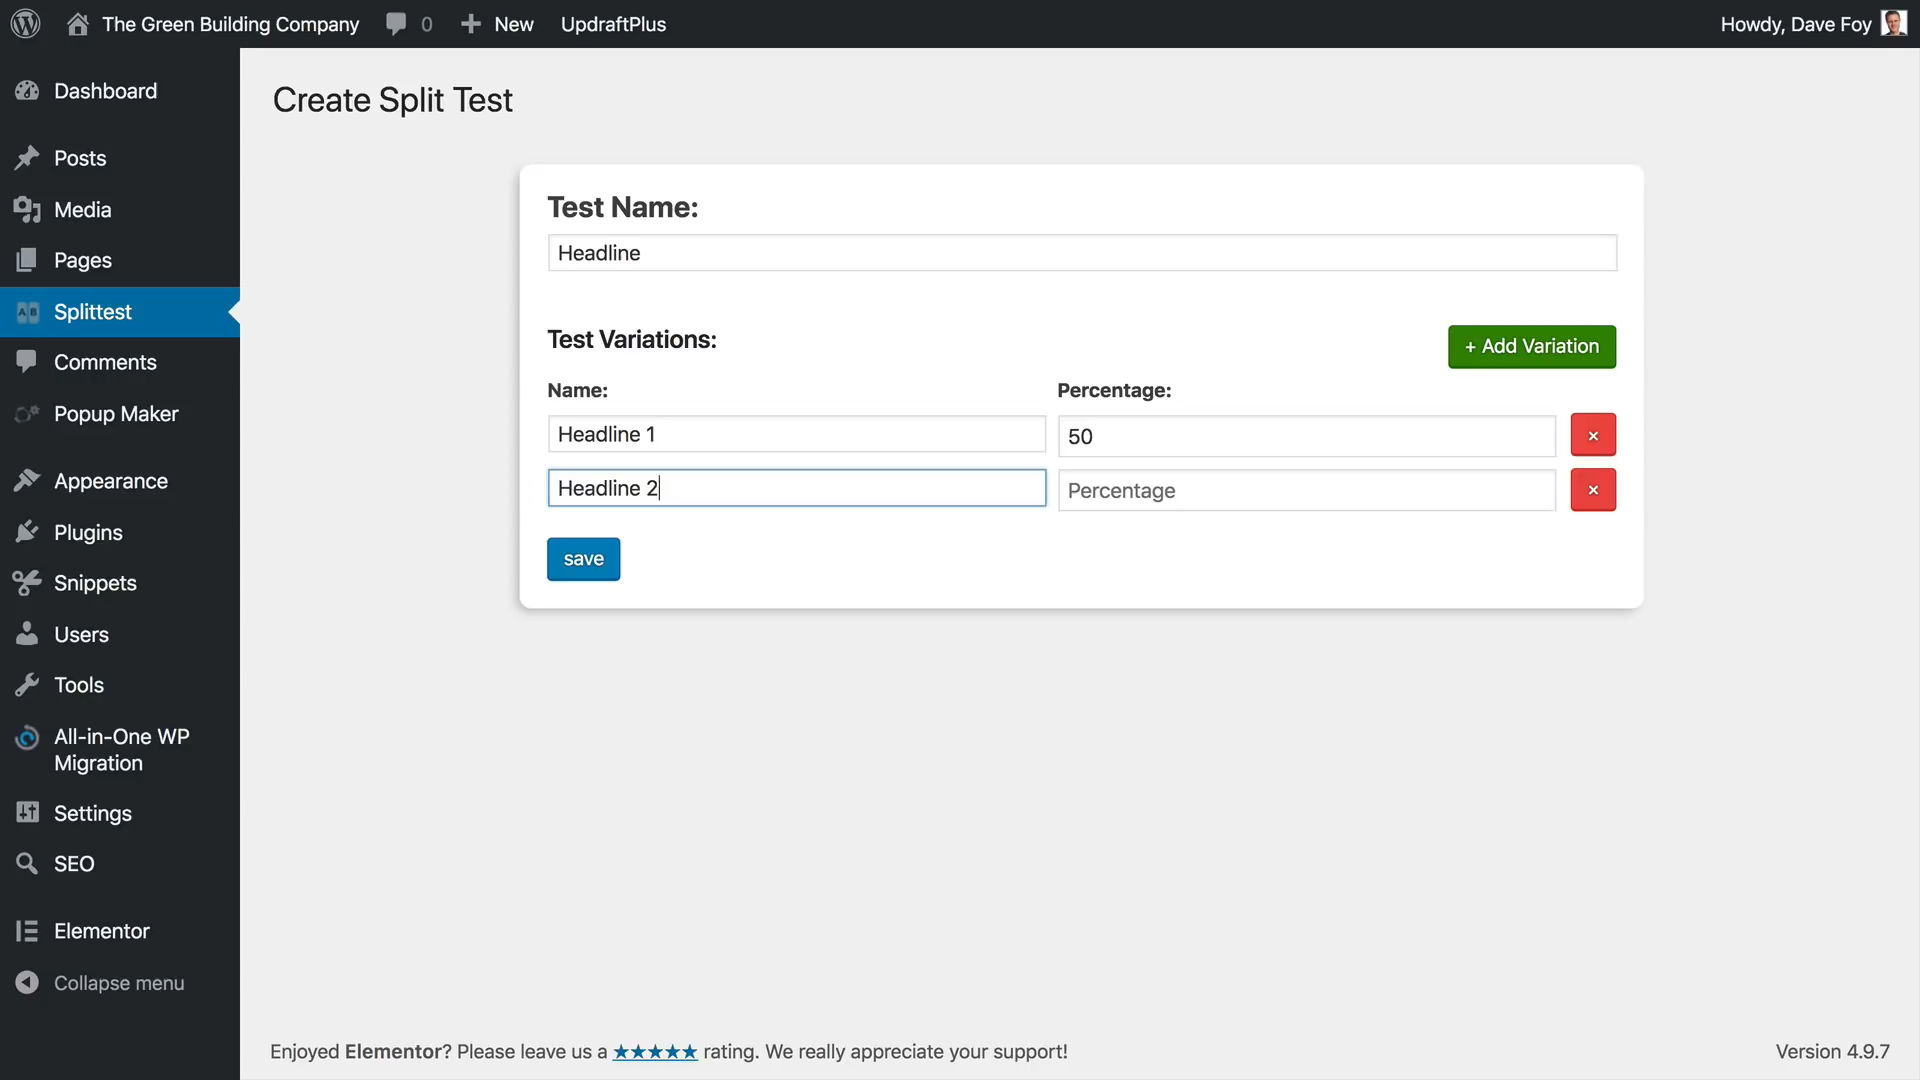 The Green Building Company 0 New UpdraftPlus Howdy, Dave Foy
Dashboard
Posts
Media
Pages
Splittest
Comments
Popup Maker
Appearance
Plugins
Snippets
Users
Tools
All-in-One WP
Migration
Settings
SEO
Elementor
Collapse menu
Create Split Test
Test Name:
Headline
Test Variations:
+ Add Variation
Name: Percentage:
Headline 1 50 ×
Headline 2 Percentage ×
save
Enjoyed Elementor? Please leave us a ★★★★★ rating. We really appreciate your support! Version 4.9.7